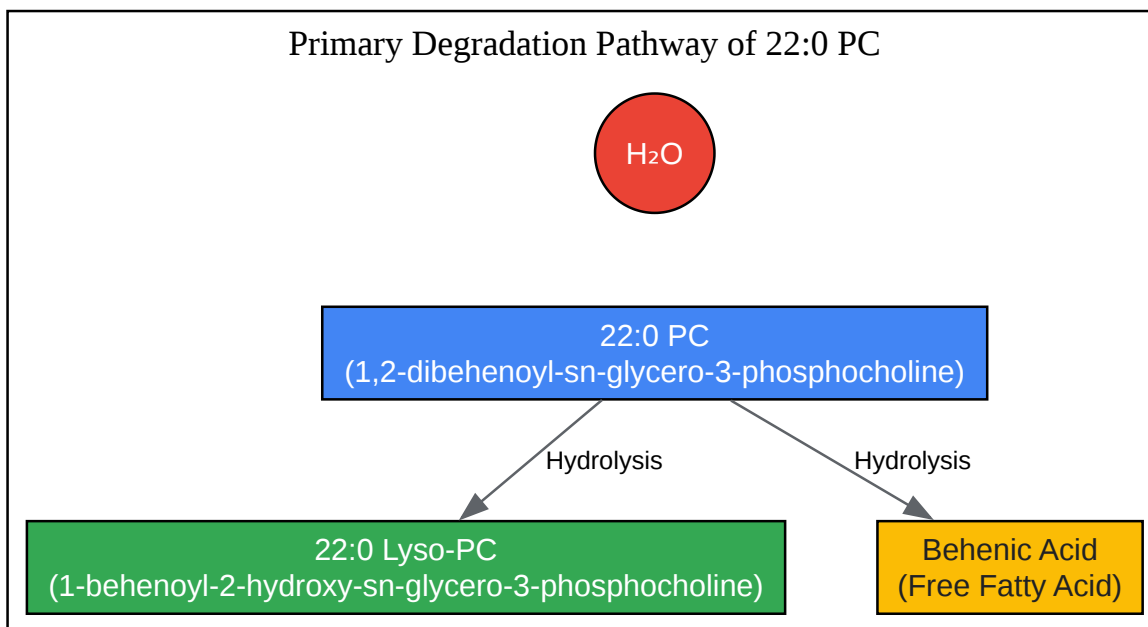 Primary Degradation Pathway of 22:0 PC
H₂O
22:0 PC
(1,2-dibehenoyl-sn-glycero-3-phosphocholine)
Hydrolysis
Hydrolysis
22:0 Lyso-PC
(1-behenoyl-2-hydroxy-sn-glycero-3-phosphocholine)
Behenic Acid
(Free Fatty Acid)